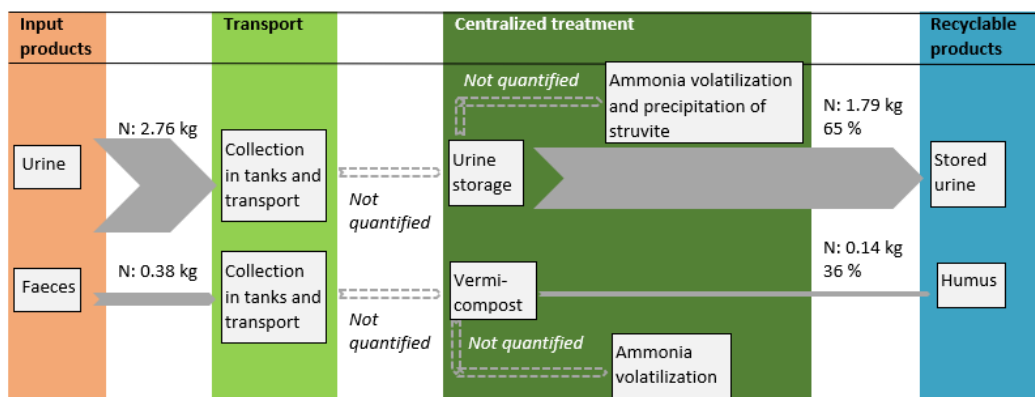 Input
products
Transport
Centralized treatment
Recyclable
products
N: 2.76 kg
Urine
Collection
in tanks and
transport
Not
quantified
Not quantified
Ammonia volatilization
and precipitation of
struvite
Urine
storage
N: 1.79 kg
65 %
Stored
urine
N: 0.38 kg
Faeces
Collection
in tanks and
transport
Not
quantified
Vermi-
compost
Not quantified
Ammonia
volatilization
N: 0.14 kg
36 %
Humus